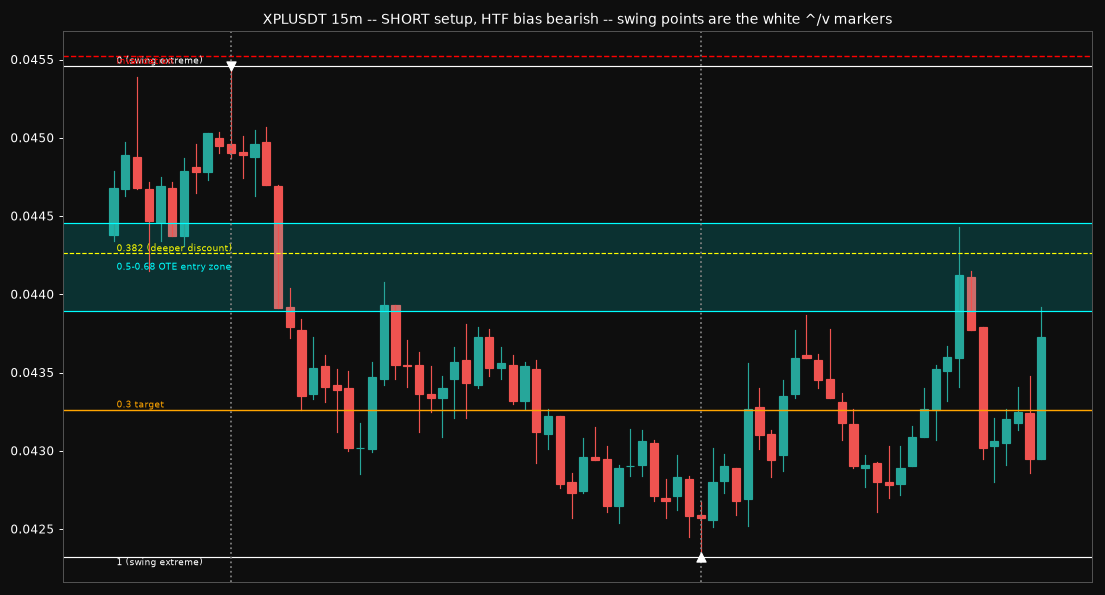 XPLUSDT 15m -- SHORT setup, HTF bias bearish -- swing points are the white ^/v markers
0.0455
0 (swing extreme)
0.0450
0.0445
0.382 (deeper discount)
0.5-0.68 OTE entry zone
0.0440
0.0435
0.3 target
0.0430
0.0425
1 (swing extreme)